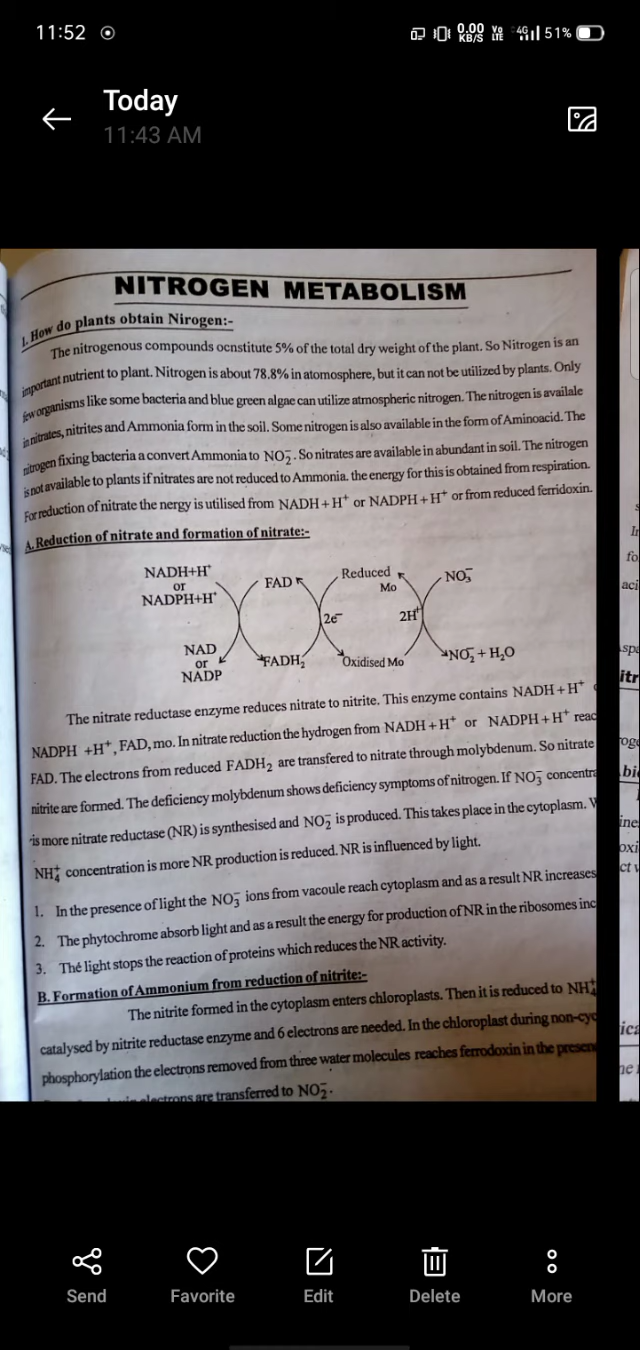 11:52
0.00 KB/S
Vo LTE
4G
51%
Today
11:43 AM
NITROGEN METABOLISM
1. How do plants obtain Nirogen:-
The nitrogenous compounds ocnstitute 5% of the total dry weight of the plant. So Nitrogen is an
important nutrient to plant. Nitrogen is about 78.8% in atomosphere, but it can not be utilized by plants. Only
few organisms like some bacteria and blue green algae can utilize atmospheric nitrogen. The nitrogen is availale
in nitrates, nitrites and Ammonia form in the soil. Some nitrogen is also available in the form of Aminoacid. The
nitrogen fixing bacteria a convert Ammonia to NO₂⁻. So nitrates are available in abundant in soil. The nitrogen
is not available to plants if nitrates are not reduced to Ammonia. the energy for this is obtained from respiration.
For reduction of nitrate the nergy is utilised from NADH+H⁺ or NADPH+H⁺ or from reduced ferridoxin.
A. Reduction of nitrate and formation of nitrate:-
NADH+H⁺
or
NADPH+H⁺
FAD
Reduced
Mo
NO₃⁻
2e⁻
2H⁺
NAD
or
NADP
FADH₂
Oxidised Mo
NO₂⁻ + H₂O
The nitrate reductase enzyme reduces nitrate to nitrite. This enzyme contains NADH+H⁺
NADPH +H⁺, FAD, mo. In nitrate reduction the hydrogen from NADH+H⁺ or NADPH+H⁺ reac
FAD. The electrons from reduced FADH₂ are transfered to nitrate through molybdenum. So nitrate
nitrite are formed. The deficiency molybdenum shows deficiency symptoms of nitrogen. If NO₃⁻ concentra
is more nitrate reductase (NR) is synthesised and NO₂⁻ is produced. This takes place in the cytoplasm.
NH₄⁺ concentration is more NR production is reduced. NR is influenced by light.
1. In the presence of light the NO₃⁻ ions from vacoule reach cytoplasm and as a result NR increases
2. The phytochrome absorb light and as a result the energy for production of NR in the ribosomes inc
3. The light stops the reaction of proteins which reduces the NR activity.
B. Formation of Ammonium from reduction of nitrite:-
The nitrite formed in the cytoplasm enters chloroplasts. Then it is reduced to NH₄⁺
catalysed by nitrite reductase enzyme and 6 electrons are needed. In the chloroplast during non-cyc
phosphorylation the electrons removed from three water molecules reaches ferrodoxin in the presen
electrons are transferred to NO₂⁻.
Send
Favorite
Edit
Delete
More